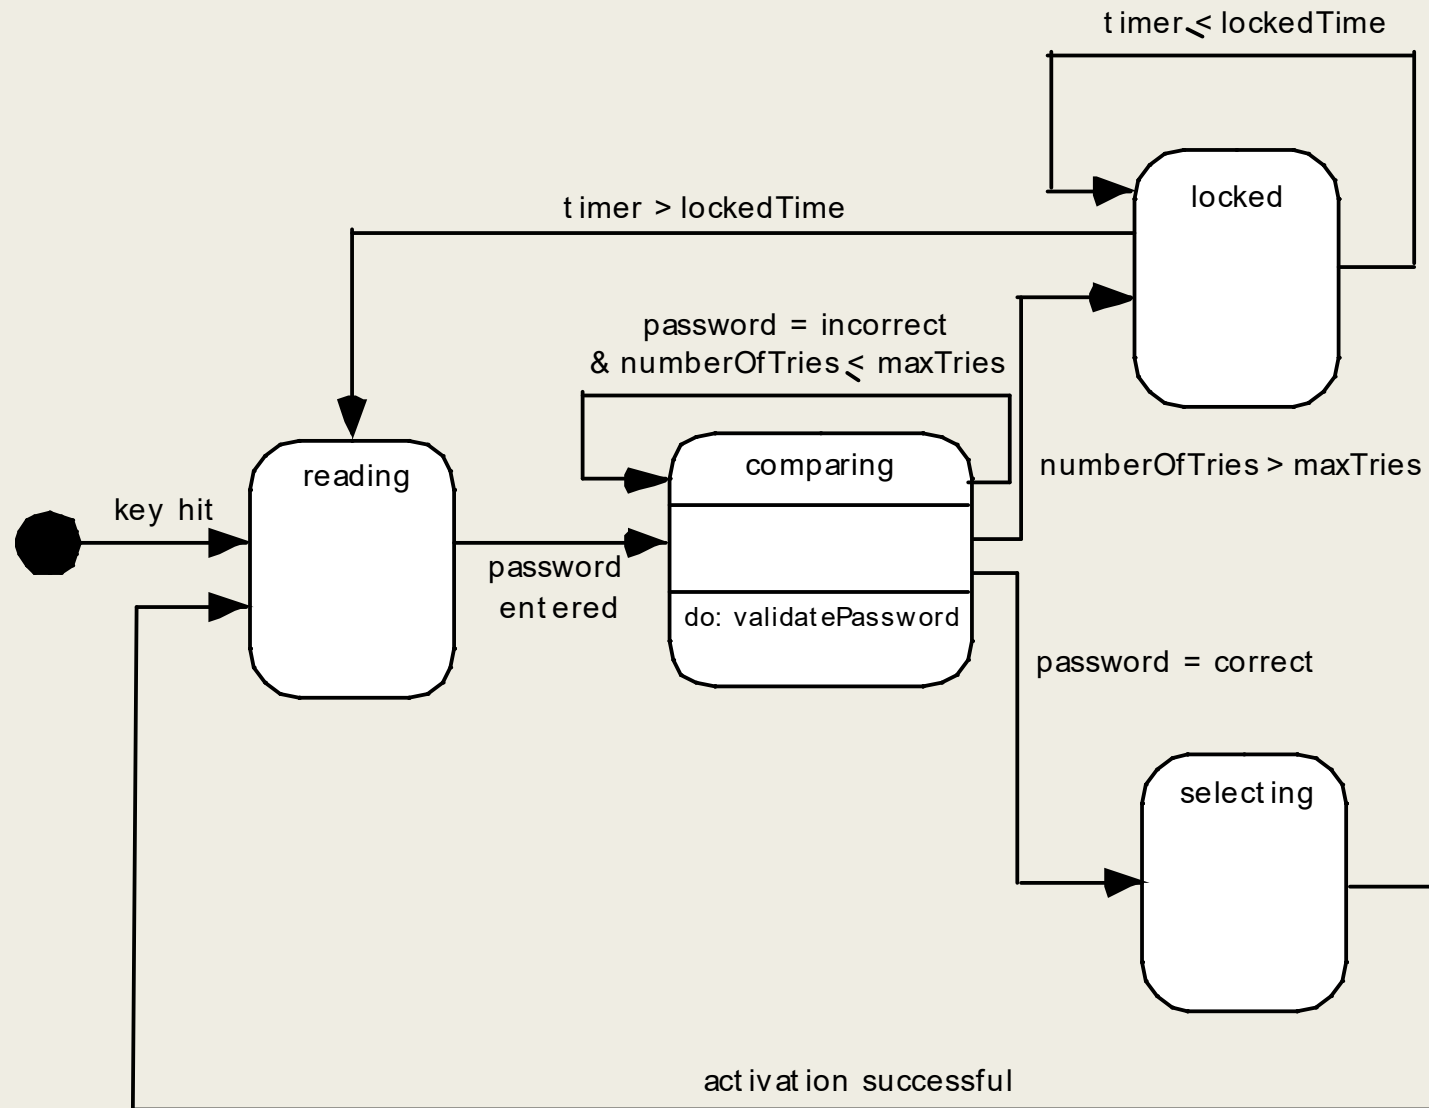 timer ≤ lockedTime
locked
timer > lockedTime
password = incorrect
& numberOfTries ≤ maxTries
comparing
numberOfTries > maxTries
reading
key hit
password
entered
do: validatePassword
password = correct
selecting
activation successful